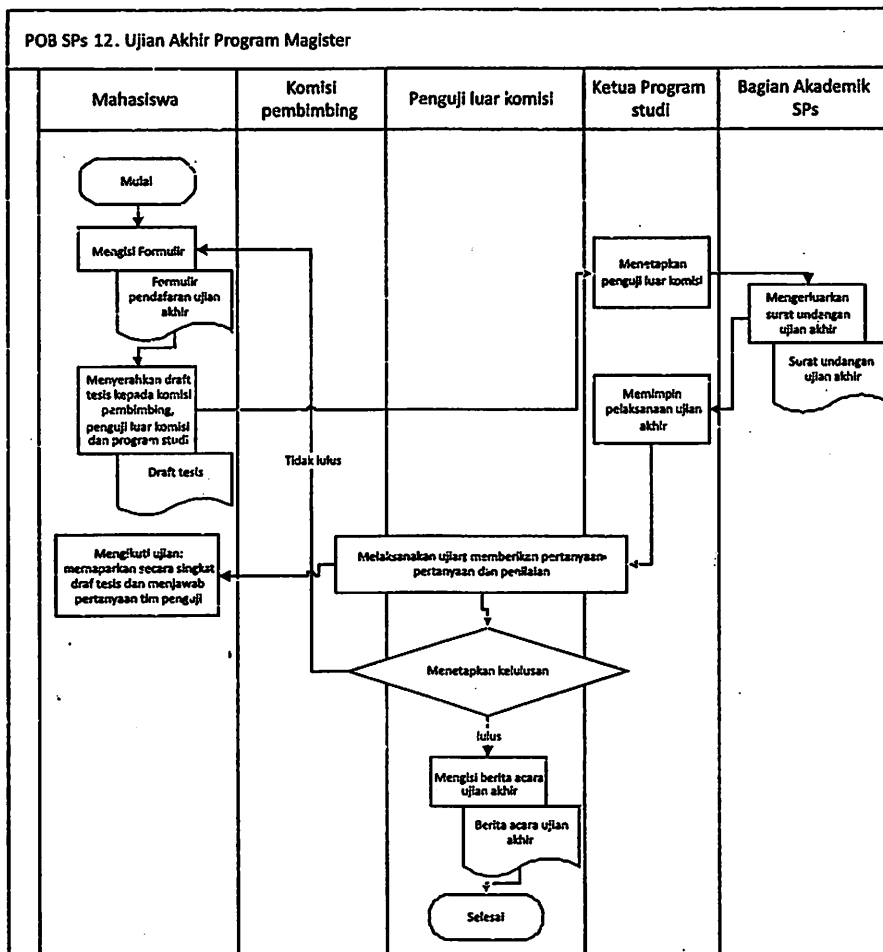 POB SPs 12. Ujian Akhir Program Magister
Mahasiswa
Komisi
pembimbing
Penguji luar komisi
Ketua Program
studi
Bagian Akademik
SPs
Mulai
Mengisi Formulir
Formulir
pendafaran ujian
akhir
Menyerahkan draft
tesis kepada komisi
pembimbing,
penguji luar komisi
dan program studi
Draft tesis
Menetapkan
penguji luar komisi
Mengerluarkan
surat undangan
ujian akhir
Surat undangan
ujian akhir
Memimpin
pelaksanaan ujian
akhir
Tidak lulus
Mengikuti ujian:
memaparkan secara singkat
draf tesis dan menjawab
pertanyaan tim penguji
Melaksanakan ujian; memberikan pertanyaan-
pertanyaan dan penilaian
Menetapkan kelulusan
lulus
Mengisi berita acara
ujian akhir
Berita acara ujian
akhir
Selesai